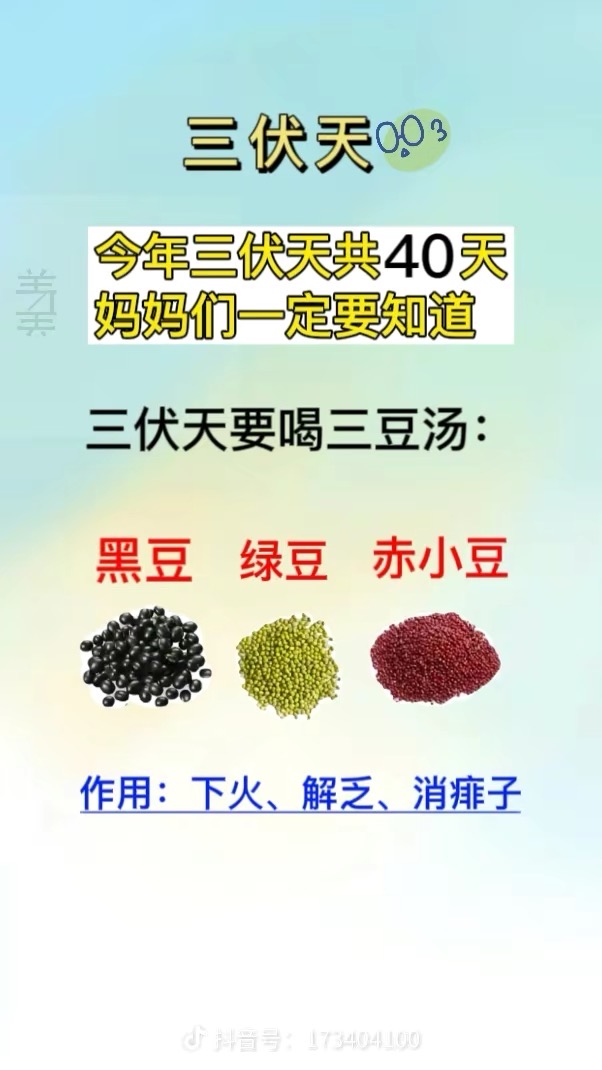 三伏天
今年三伏天共40天
妈妈们一定要知道
三伏天要喝三豆汤：
黑豆 绿豆 赤小豆
作用：下火、解乏、消痱子
抖音号：173404100